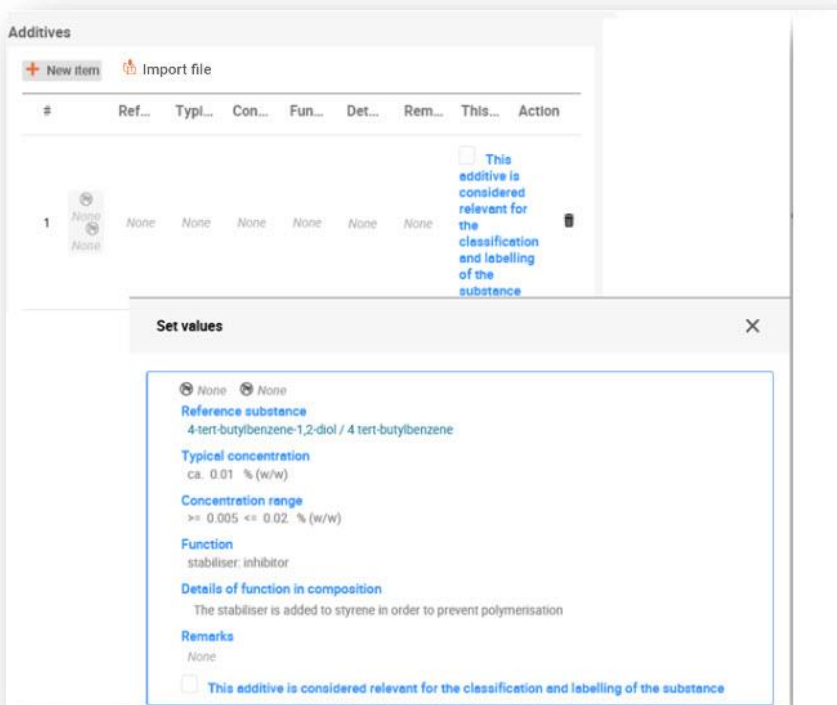 Additives
New item Import file
# Ref... Typi... Con... Fun... Det... Rem... This... Action
This
additive is
considered
relevant for
the
classification
and labelling
of the
substance
1 None None None None None None None None
Set values
None None
Reference substance
4-tert-butylbenzene-1,2-diol / 4 tert-butylbenzene
Typical concentration
ca. 0.01 % (w/w)
Concentration range
>= 0.005 <= 0.02 % (w/w)
Function
stabiliser: inhibitor
Details of function in composition
The stabiliser is added to styrene in order to prevent polymerisation
Remarks
None
This additive is considered relevant for the classification and labelling of the substance